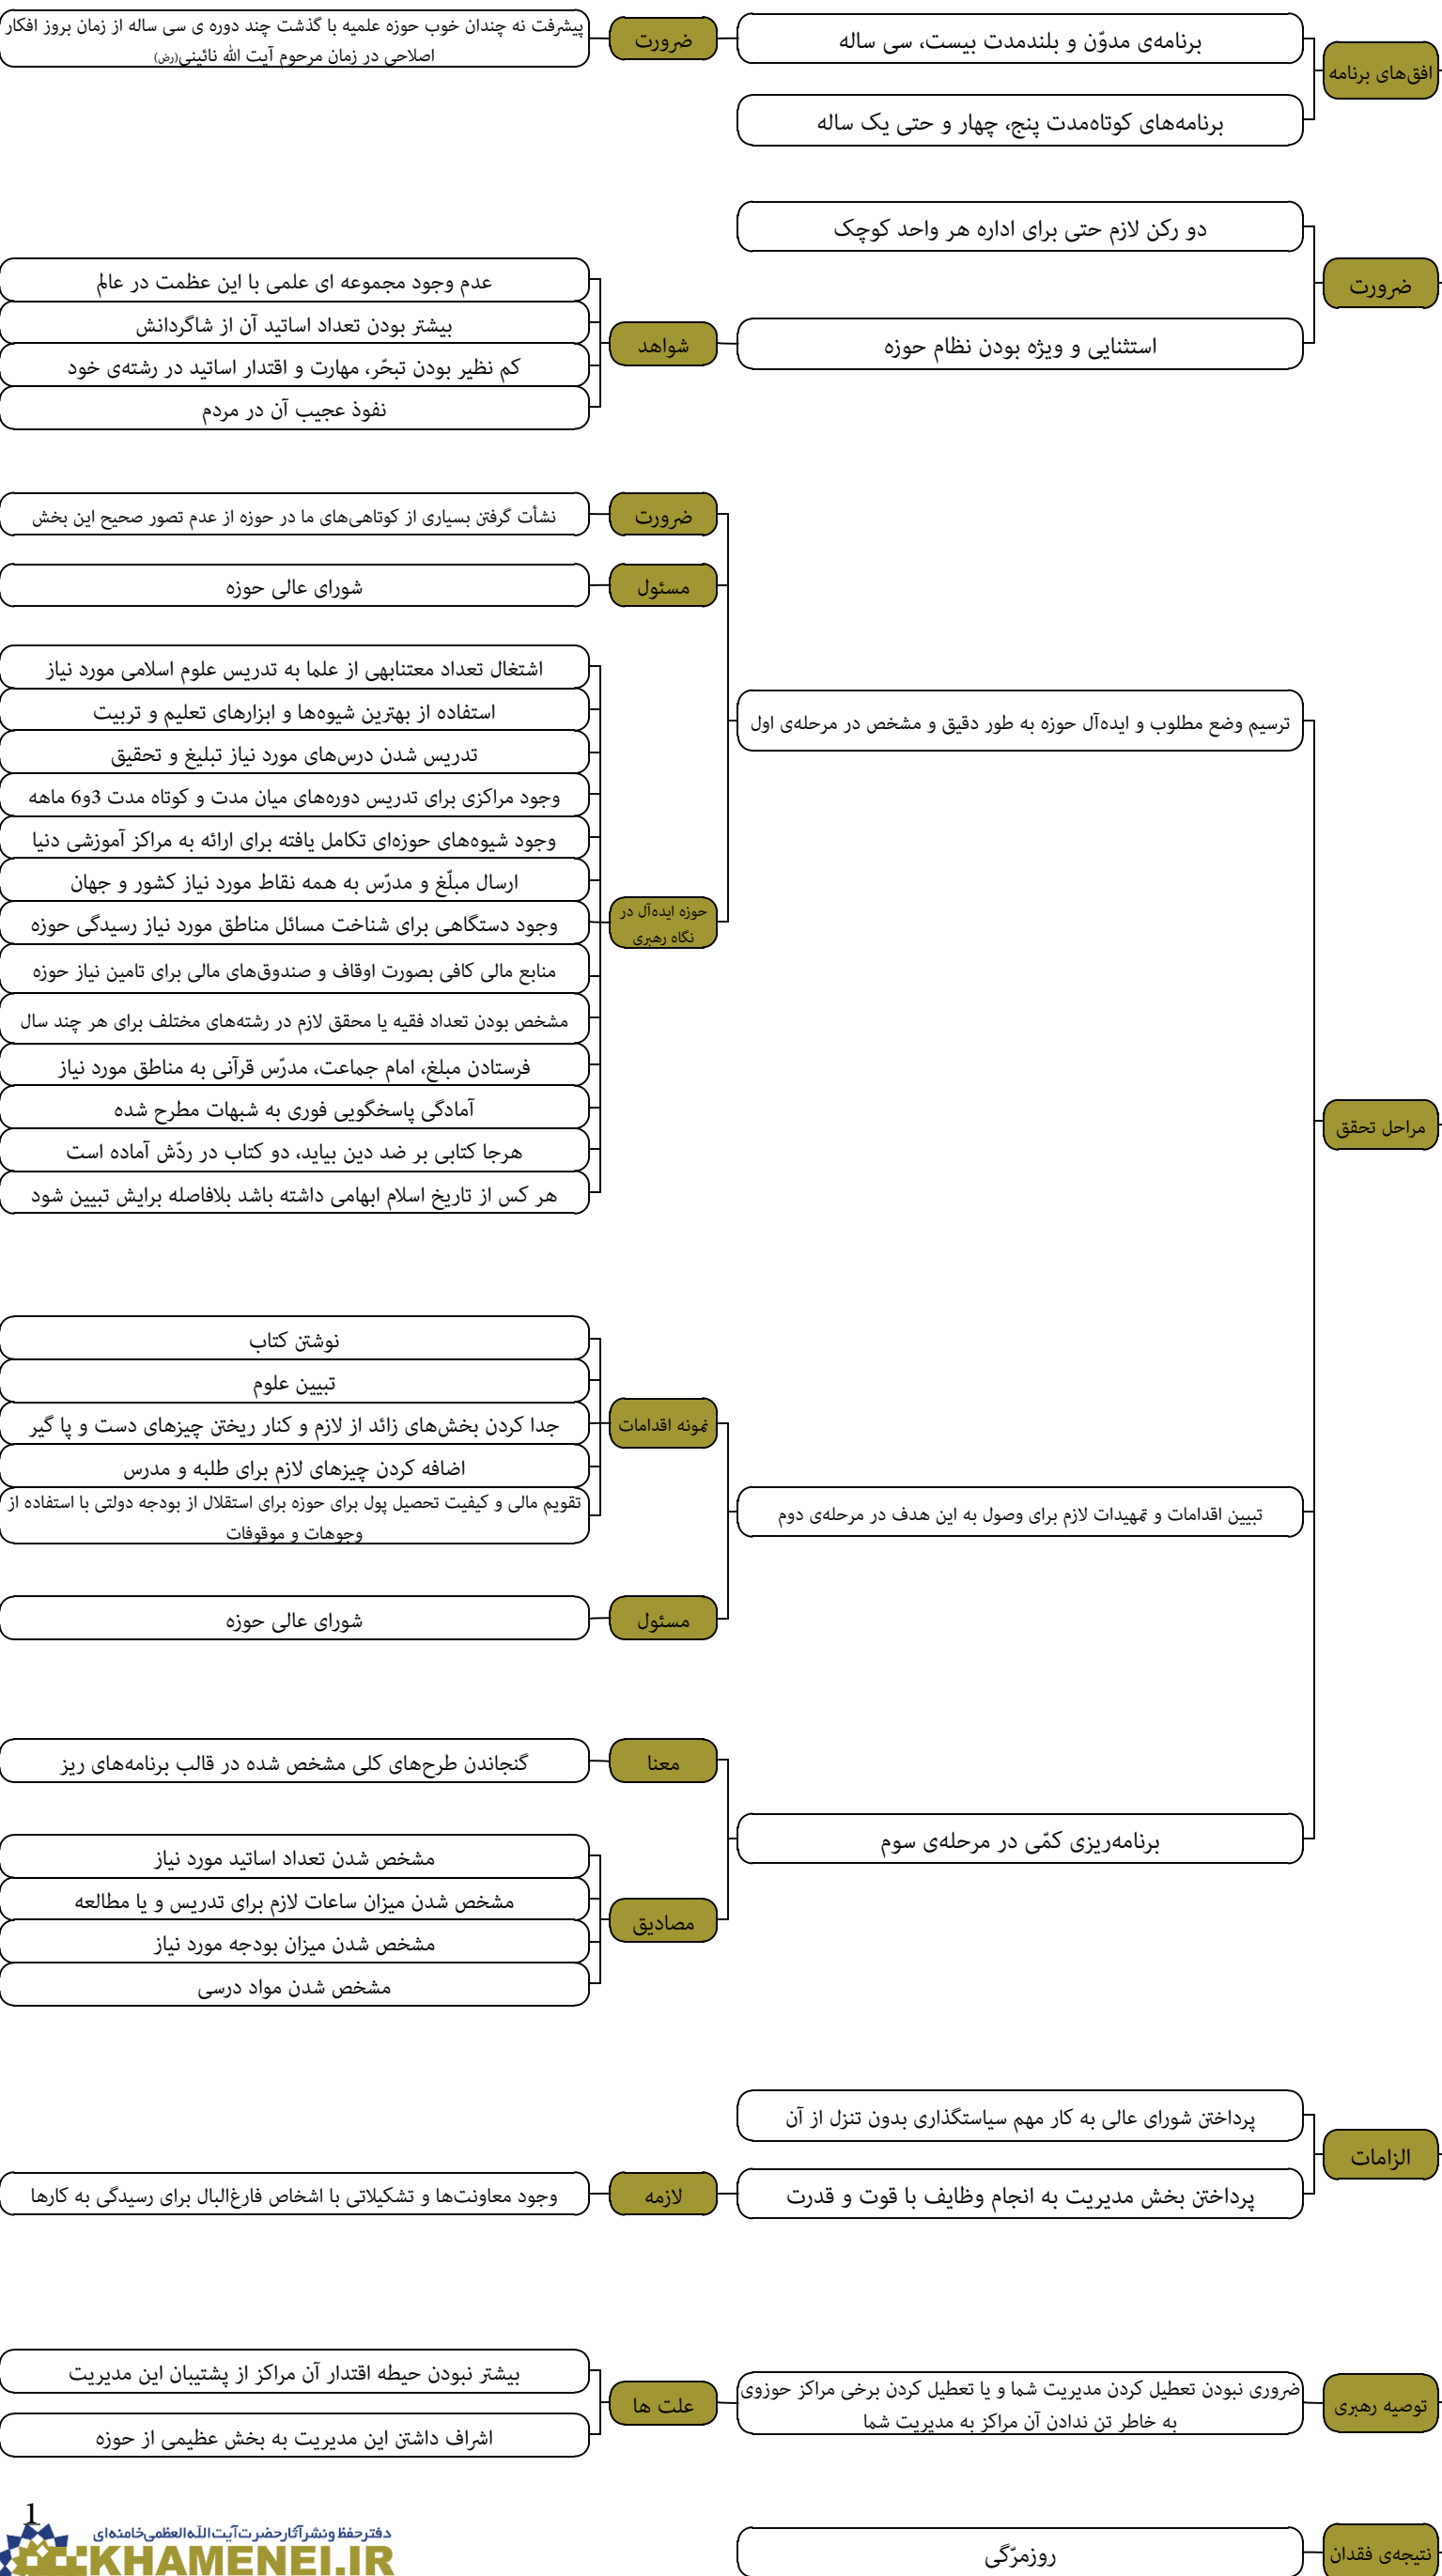 افق‌های برنامه
برنامه‌ی مدوّن و بلندمدت بیست، سی ساله
ضرورت
پیشرفت نه چندان خوب حوزه علمیه با گذشت چند دوره ی سی ساله از زمان بروز افکار
اصلاحی در زمان مرحوم آیت الله نائینی(رض)
برنامه‌های کوتاه‌مدت پنج، چهار و حتی یک ساله
ضرورت
دو رکن لازم حتی برای اداره هر واحد کوچک
استثنایی و ویژه بودن نظام حوزه
شواهد
عدم وجود مجموعه ای علمی با این عظمت در عالم
بیشتر بودن تعداد اساتید آن از شاگردانش
کم نظیر بودن تبحّر، مهارت و اقتدار اساتید در رشته‌ی خود
نفوذ عجیب آن در مردم
مراحل تحقق
ترسیم وضع مطلوب و ایده‌آل حوزه به طور دقیق و مشخص در مرحله‌ی اول
ضرورت
نشأت گرفتن بسیاری از کوتاهی‌های ما در حوزه از عدم تصور صحیح این بخش
مسئول
شورای عالی حوزه
حوزه ایده‌آل در
نگاه رهبری
اشتغال تعداد معتنابهی از علما به تدریس علوم اسلامی مورد نیاز
استفاده از بهترین شیوه‌ها و ابزارهای تعلیم و تربیت
تدریس شدن درس‌های مورد نیاز تبلیغ و تحقیق
وجود مراکزی برای تدریس دوره‌های میان مدت و کوتاه مدت 3و6 ماهه
وجود شیوه‌های حوزه‌ای تکامل یافته برای ارائه به مراکز آموزشی دنیا
ارسال مبلّغ و مدرّس به همه نقاط مورد نیاز کشور و جهان
وجود دستگاهی برای شناخت مسائل مناطق مورد نیاز رسیدگی حوزه
منابع مالی کافی بصورت اوقاف و صندوق‌های مالی برای تامین نیاز حوزه
مشخص بودن تعداد فقیه یا محقق لازم در رشته‌های مختلف برای هر چند سال
فرستادن مبلغ، امام جماعت، مدرّس قرآنی به مناطق مورد نیاز
آمادگی پاسخگویی فوری به شبهات مطرح شده
هرجا کتابی بر ضد دین بیاید، دو کتاب در ردّش آماده است
هر کس از تاریخ اسلام ابهامی داشته باشد بلافاصله برایش تبیین شود
تبیین اقدامات و تمهیدات لازم برای وصول به این هدف در مرحله‌ی دوم
نمونه اقدامات
نوشتن کتاب
تبیین علوم
جدا کردن بخش‌های زائد از لازم و کنار ریختن چیزهای دست و پا گیر
اضافه کردن چیزهای لازم برای طلبه و مدرس
تقویم مالی و کیفیت تحصیل پول برای حوزه برای استقلال از بودجه دولتی با استفاده از
وجوهات و موقوفات
مسئول
شورای عالی حوزه
برنامه‌ریزی کمّی در مرحله‌ی سوم
معنا
گنجاندن طرح‌های کلی مشخص شده در قالب برنامه‌های ریز
مصادیق
مشخص شدن تعداد اساتید مورد نیاز
مشخص شدن میزان ساعات لازم برای تدریس و یا مطالعه
مشخص شدن میزان بودجه مورد نیاز
مشخص شدن مواد درسی
الزامات
پرداختن شورای عالی به کار مهم سیاستگذاری بدون تنزل از آن
پرداختن بخش مدیریت به انجام وظایف با قوت و قدرت
لازمه
وجود معاونت‌ها و تشکیلاتی با اشخاص فارغ‌البال برای رسیدگی به کارها
توصیه رهبری
ضروری نبودن تعطیل کردن مدیریت شما و یا تعطیل کردن برخی مراکز حوزوی
به خاطر تن ندادن آن مراکز به مدیریت شما
علت ها
بیشتر نبودن حیطه اقتدار آن مراکز از پشتیبان این مدیریت
اشراف داشتن این مدیریت به بخش عظیمی از حوزه
نتیجه‌ی فقدان
روزمرّگی
1
دفتر حفظ و نشر آثار حضرت آیت‌الله‌العظمی خامنه‌ای
KHAMENEI.IR